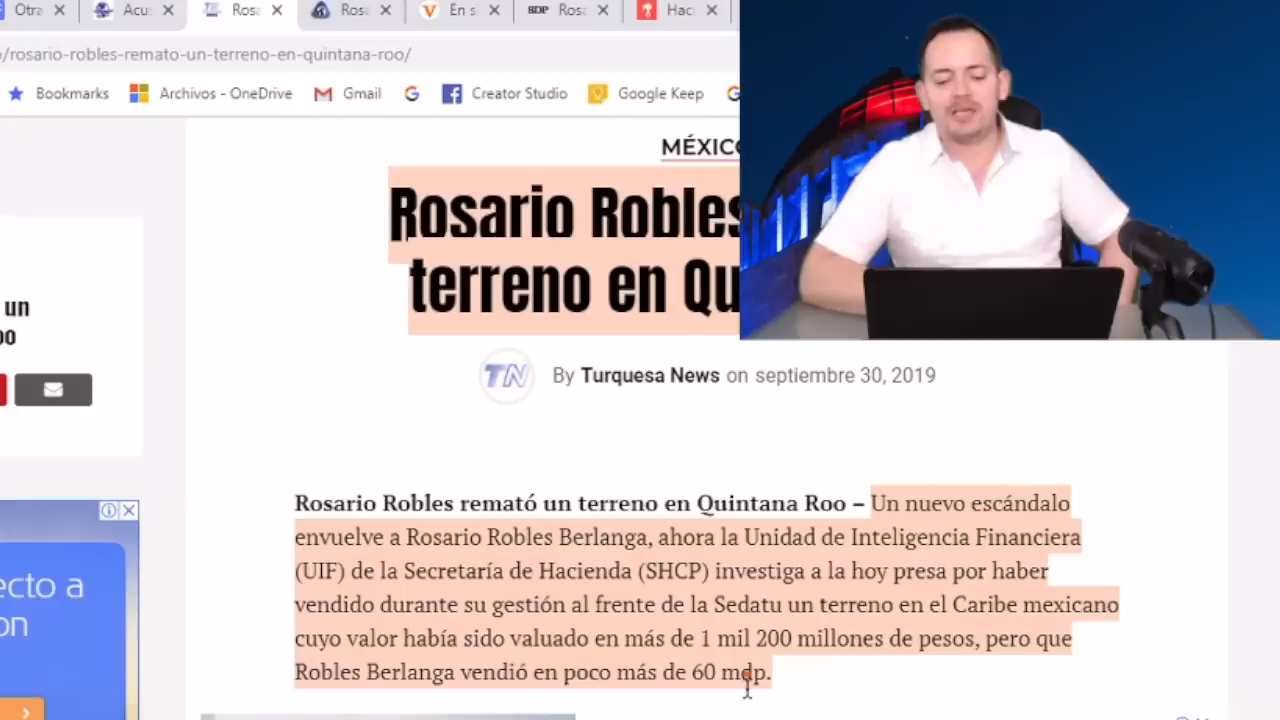 Otra
Acu
Rosa
Rosa
En s
BDP Rosa
Hac
/rosario-robles-remato-un-terreno-en-quintana-roo/
Bookmarks
Archivos - OneDrive
Gmail
Creator Studio
Google Keep
MÉXICO
Rosario Robles
terreno en Qu
un
oo
TN
By Turquesa News on septiembre 30, 2019
Rosario Robles remató un terreno en Quintana Roo – Un nuevo escándalo
envuelve a Rosario Robles Berlanga, ahora la Unidad de Inteligencia Financiera
(UIF) de la Secretaría de Hacienda (SHCP) investiga a la hoy presa por haber
vendido durante su gestión al frente de la Sedatu un terreno en el Caribe mexicano
cuyo valor había sido valuado en más de 1 mil 200 millones de pesos, pero que
Robles Berlanga vendió en poco más de 60 mdp.
ecto a
on